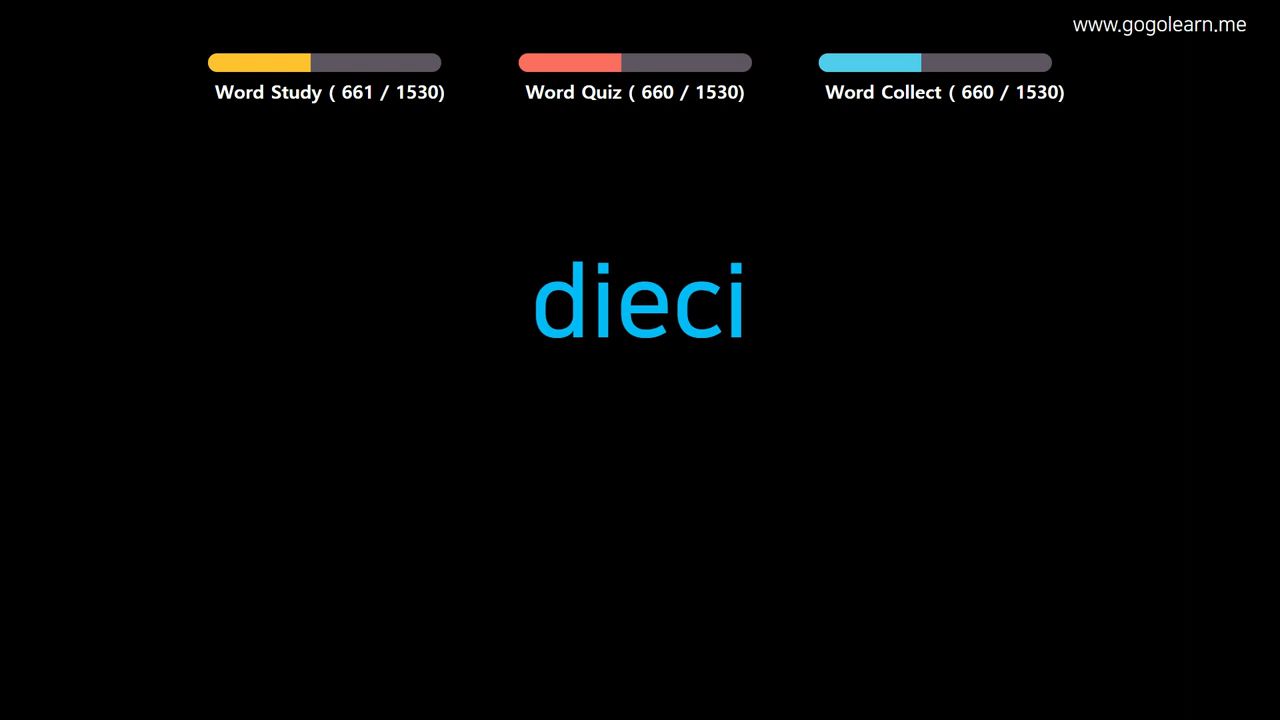 www.gogolearn.me
Word Study ( 661 / 1530)
Word Quiz ( 660 / 1530)
Word Collect ( 660 / 1530)
dieci